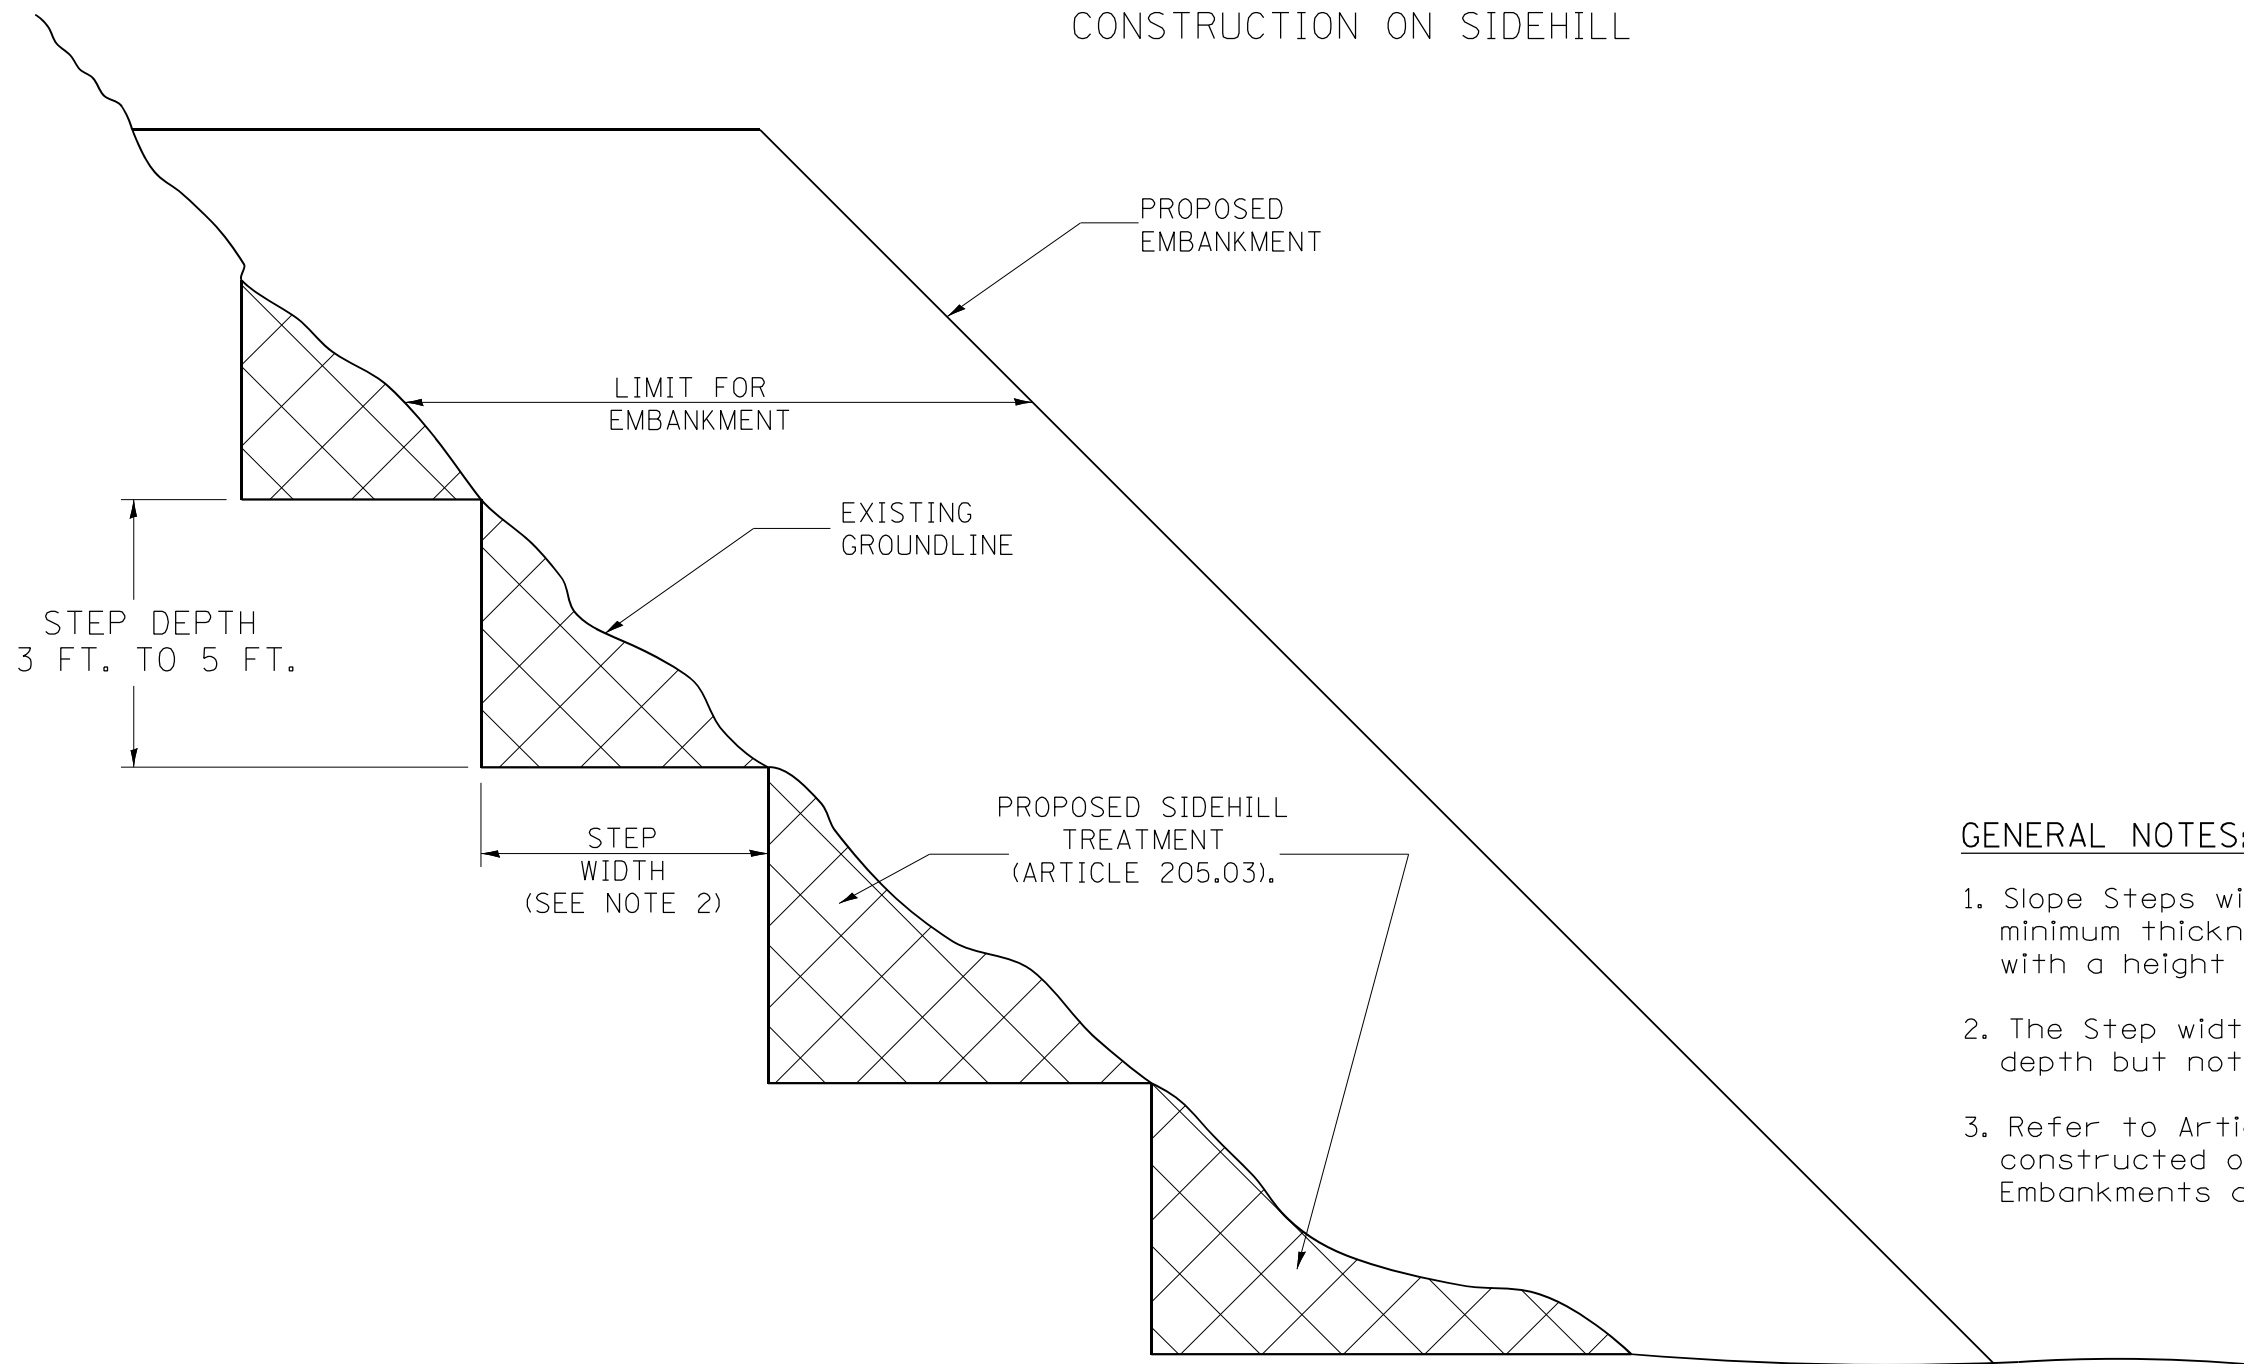 CONSTRUCTION ON SIDEHILL
PROPOSED
EMBANKMENT
LIMIT FOR
EMBANKMENT
EXISTING
GROUNDLINE
STEP DEPTH
3 FT. TO 5 FT.
STEP
WIDTH
(SEE NOTE 2)
PROPOSED SIDEHILL
TREATMENT
(ARTICLE 205.03).
GENERAL NOTES:
1. Slope Steps
minimum
with a height
2. The Step
depth but not
3. Refer to
constructed
Embankments